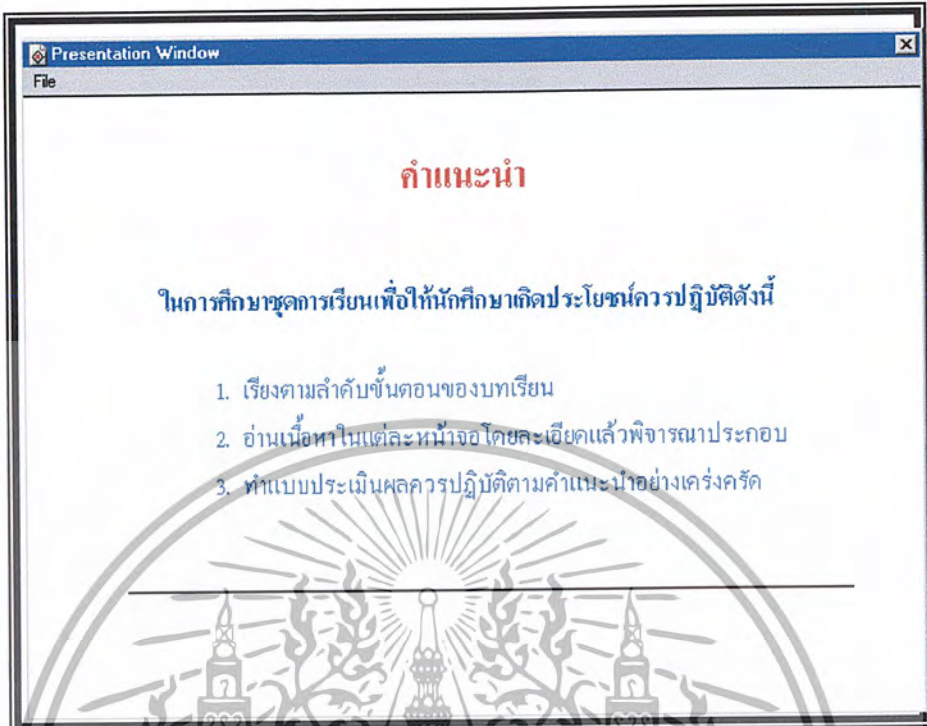 Presentation Window
File
คำแนะนำ
ในการศึกษาชุดการเรียนเพื่อให้นักศึกษาเกิดประโยชน์ควรปฏิบัติดังนี้
1. เรียงตามลำดับขั้นตอนของบทเรียน
2. อ่านเนื้อหาในแต่ละหน้าจอโดยละเอียดแล้วพิจารณาประกอบ
3. ทำแบบประเมินผลควรปฏิบัติตามคำแนะนำอย่างเคร่งครัด